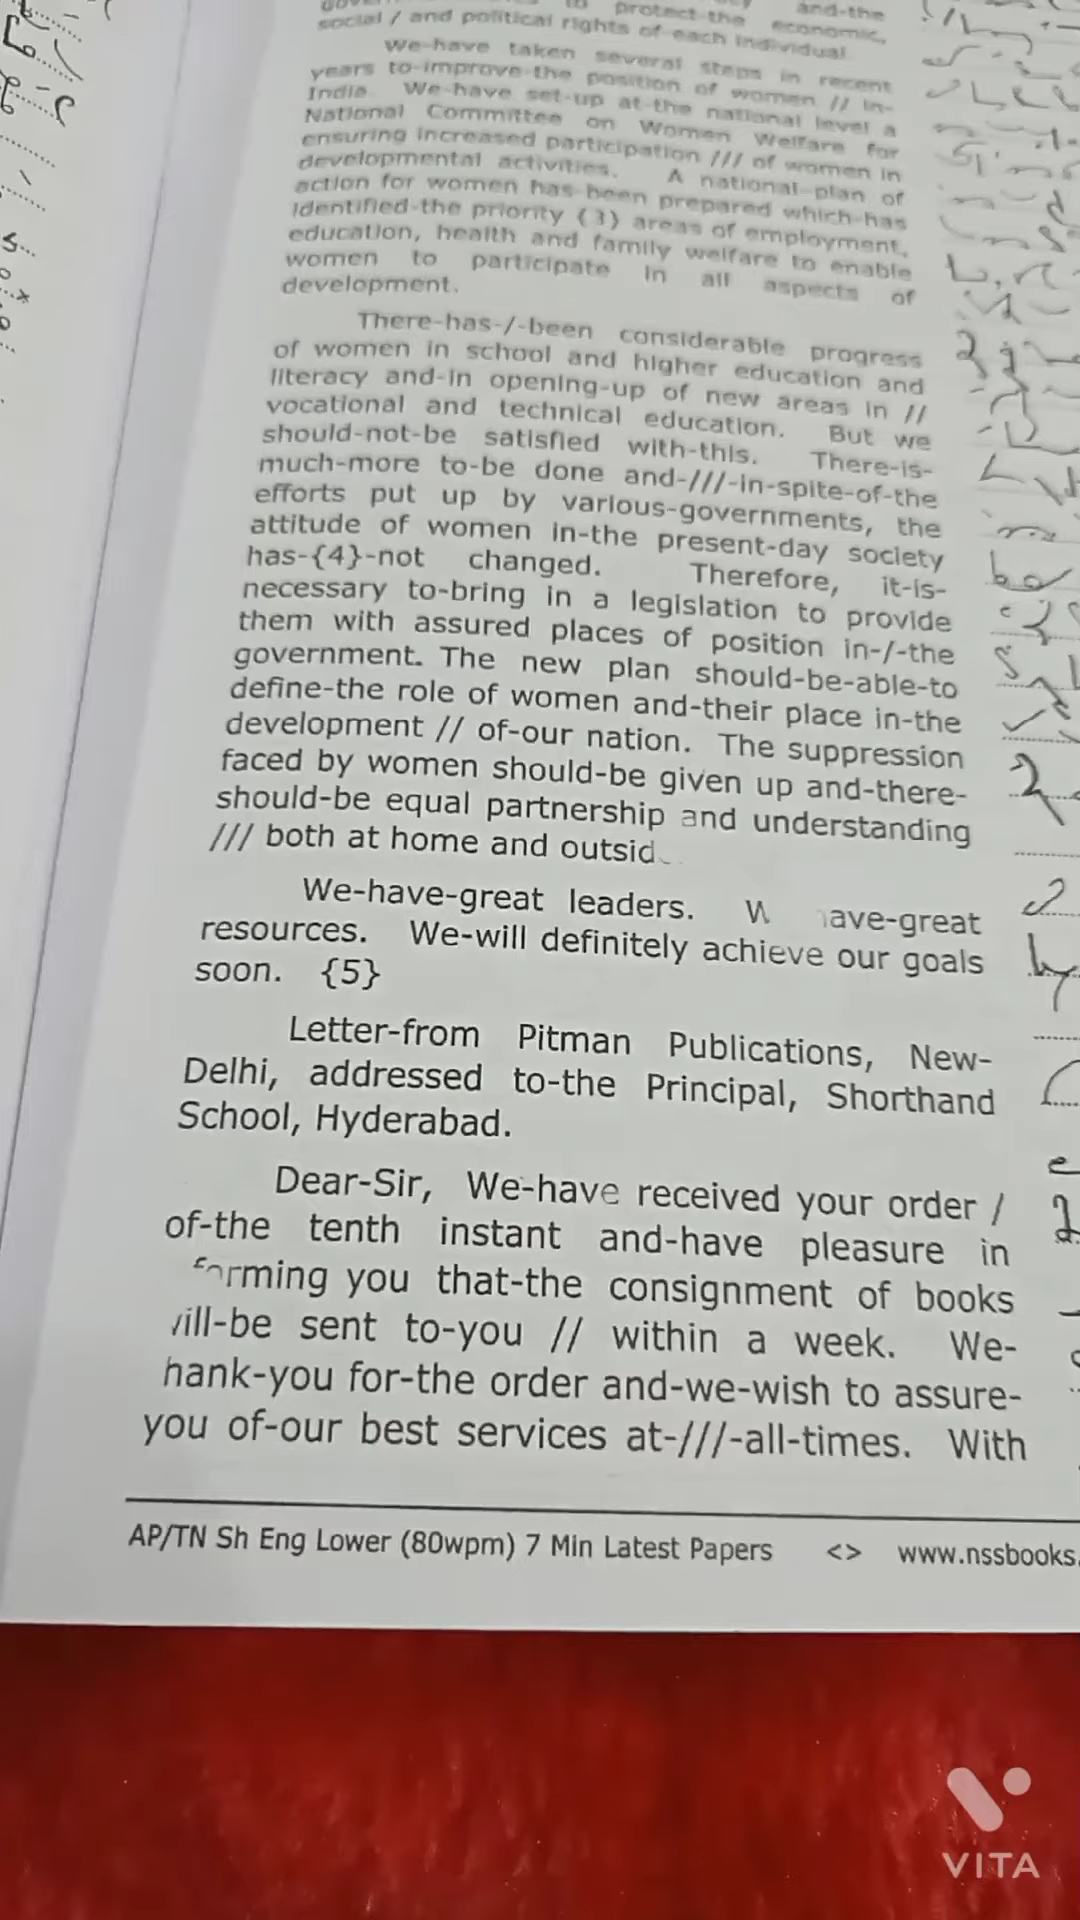 protect-the economic,
and-the
social / and political rights of-each individual.
We-have taken several steps in recent
years to-improve-the position of women // in-
India. We-have set-up at-the national level a
National Committee on Women Welfare for
ensuring increased participation /// of women in
developmental activities. A national-plan of
action for women has-been prepared which-has
identified-the priority {3} areas of employment,
education, health and family welfare to enable
women to participate in all aspects of
development.
There-has-/-been considerable progress
of women in school and higher education and
literacy and-in opening-up of new areas in //
vocational and technical education. But we
should-not-be satisfied with-this. There-is-
much-more to-be done and-///-in-spite-of-the
efforts put up by various-governments, the
attitude of women in-the present-day society
has-{4}-not changed. Therefore, it-is-
necessary to-bring in a legislation to provide
them with assured places of position in-/-the
government. The new plan should-be-able-to
define-the role of women and-their place in-the
development // of-our nation. The suppression
faced by women should-be given up and-there-
should-be equal partnership and understanding
/// both at home and outsid
We-have-great leaders. W ave-great
resources. We-will definitely achieve our goals
soon. {5}
Letter-from Pitman Publications, New-
Delhi, addressed to-the Principal, Shorthand
School, Hyderabad.
Dear-Sir, We-have received your order /
of-the tenth instant and-have pleasure in
forming you that-the consignment of books
ill-be sent to-you // within a week. We-
hank-you for-the order and-we-wish to assure-
you of-our best services at-///-all-times. With
AP/TN Sh Eng Lower (80wpm) 7 Min Latest Papers <> www.nssbooks.
VITA